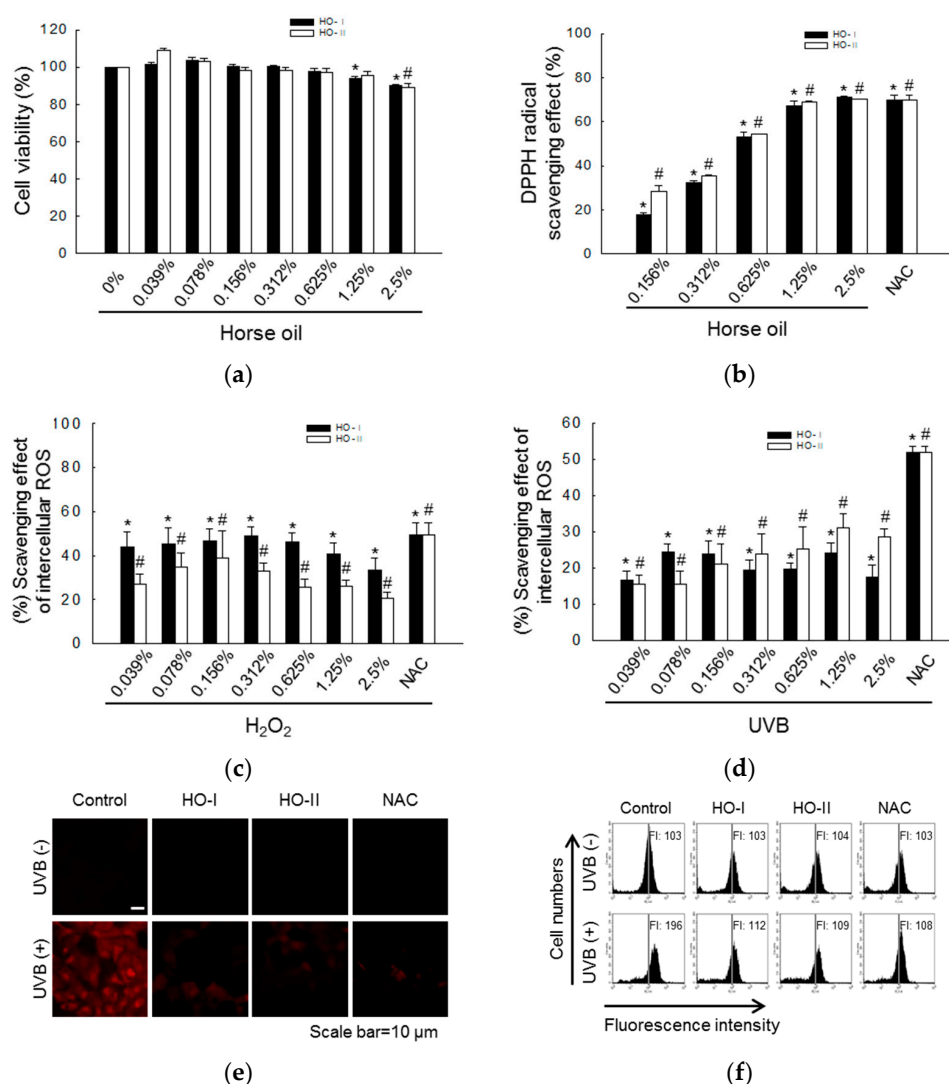 120
100
80
60
40
20
0
Cell viability (%)
HO- I
HO- II
* * * #
0% 0.039% 0.078% 0.156% 0.312% 0.625% 1.25% 2.5%
Horse oil
(a)
100
80
60
40
20
0
DPPH radical
scavenging effect (%)
HO- I
HO- II
* # * # * # * # * # * #
0.156% 0.312% 0.625% 1.25% 2.5% NAC
Horse oil
(b)
100
80
60
40
20
0
(%) Scavenging effect
of intercellular ROS
HO- I
HO- II
* # * # * # * # * # * # * # * #
0.039% 0.078% 0.156% 0.312% 0.625% 1.25% 2.5% NAC
H₂O₂
(c)
60
50
40
30
20
10
0
(%) Scavenging effect of
intercellular ROS
HO- I
HO- II
* # * # * # * # * # * # * # * #
0.039% 0.078% 0.156% 0.312% 0.625% 1.25% 2.5% NAC
UVB
(d)
Control HO-I HO-II NAC
UVB (-)
UVB (+)
Scale bar=10 μm
(e)
Control HO-I HO-II NAC
UVB (-)
FI: 103 FI: 103 FI: 104 FI: 103
UVB (+)
FI: 196 FI: 112 FI: 109 FI: 108
Cell numbers
Fluorescence intensity
(f)